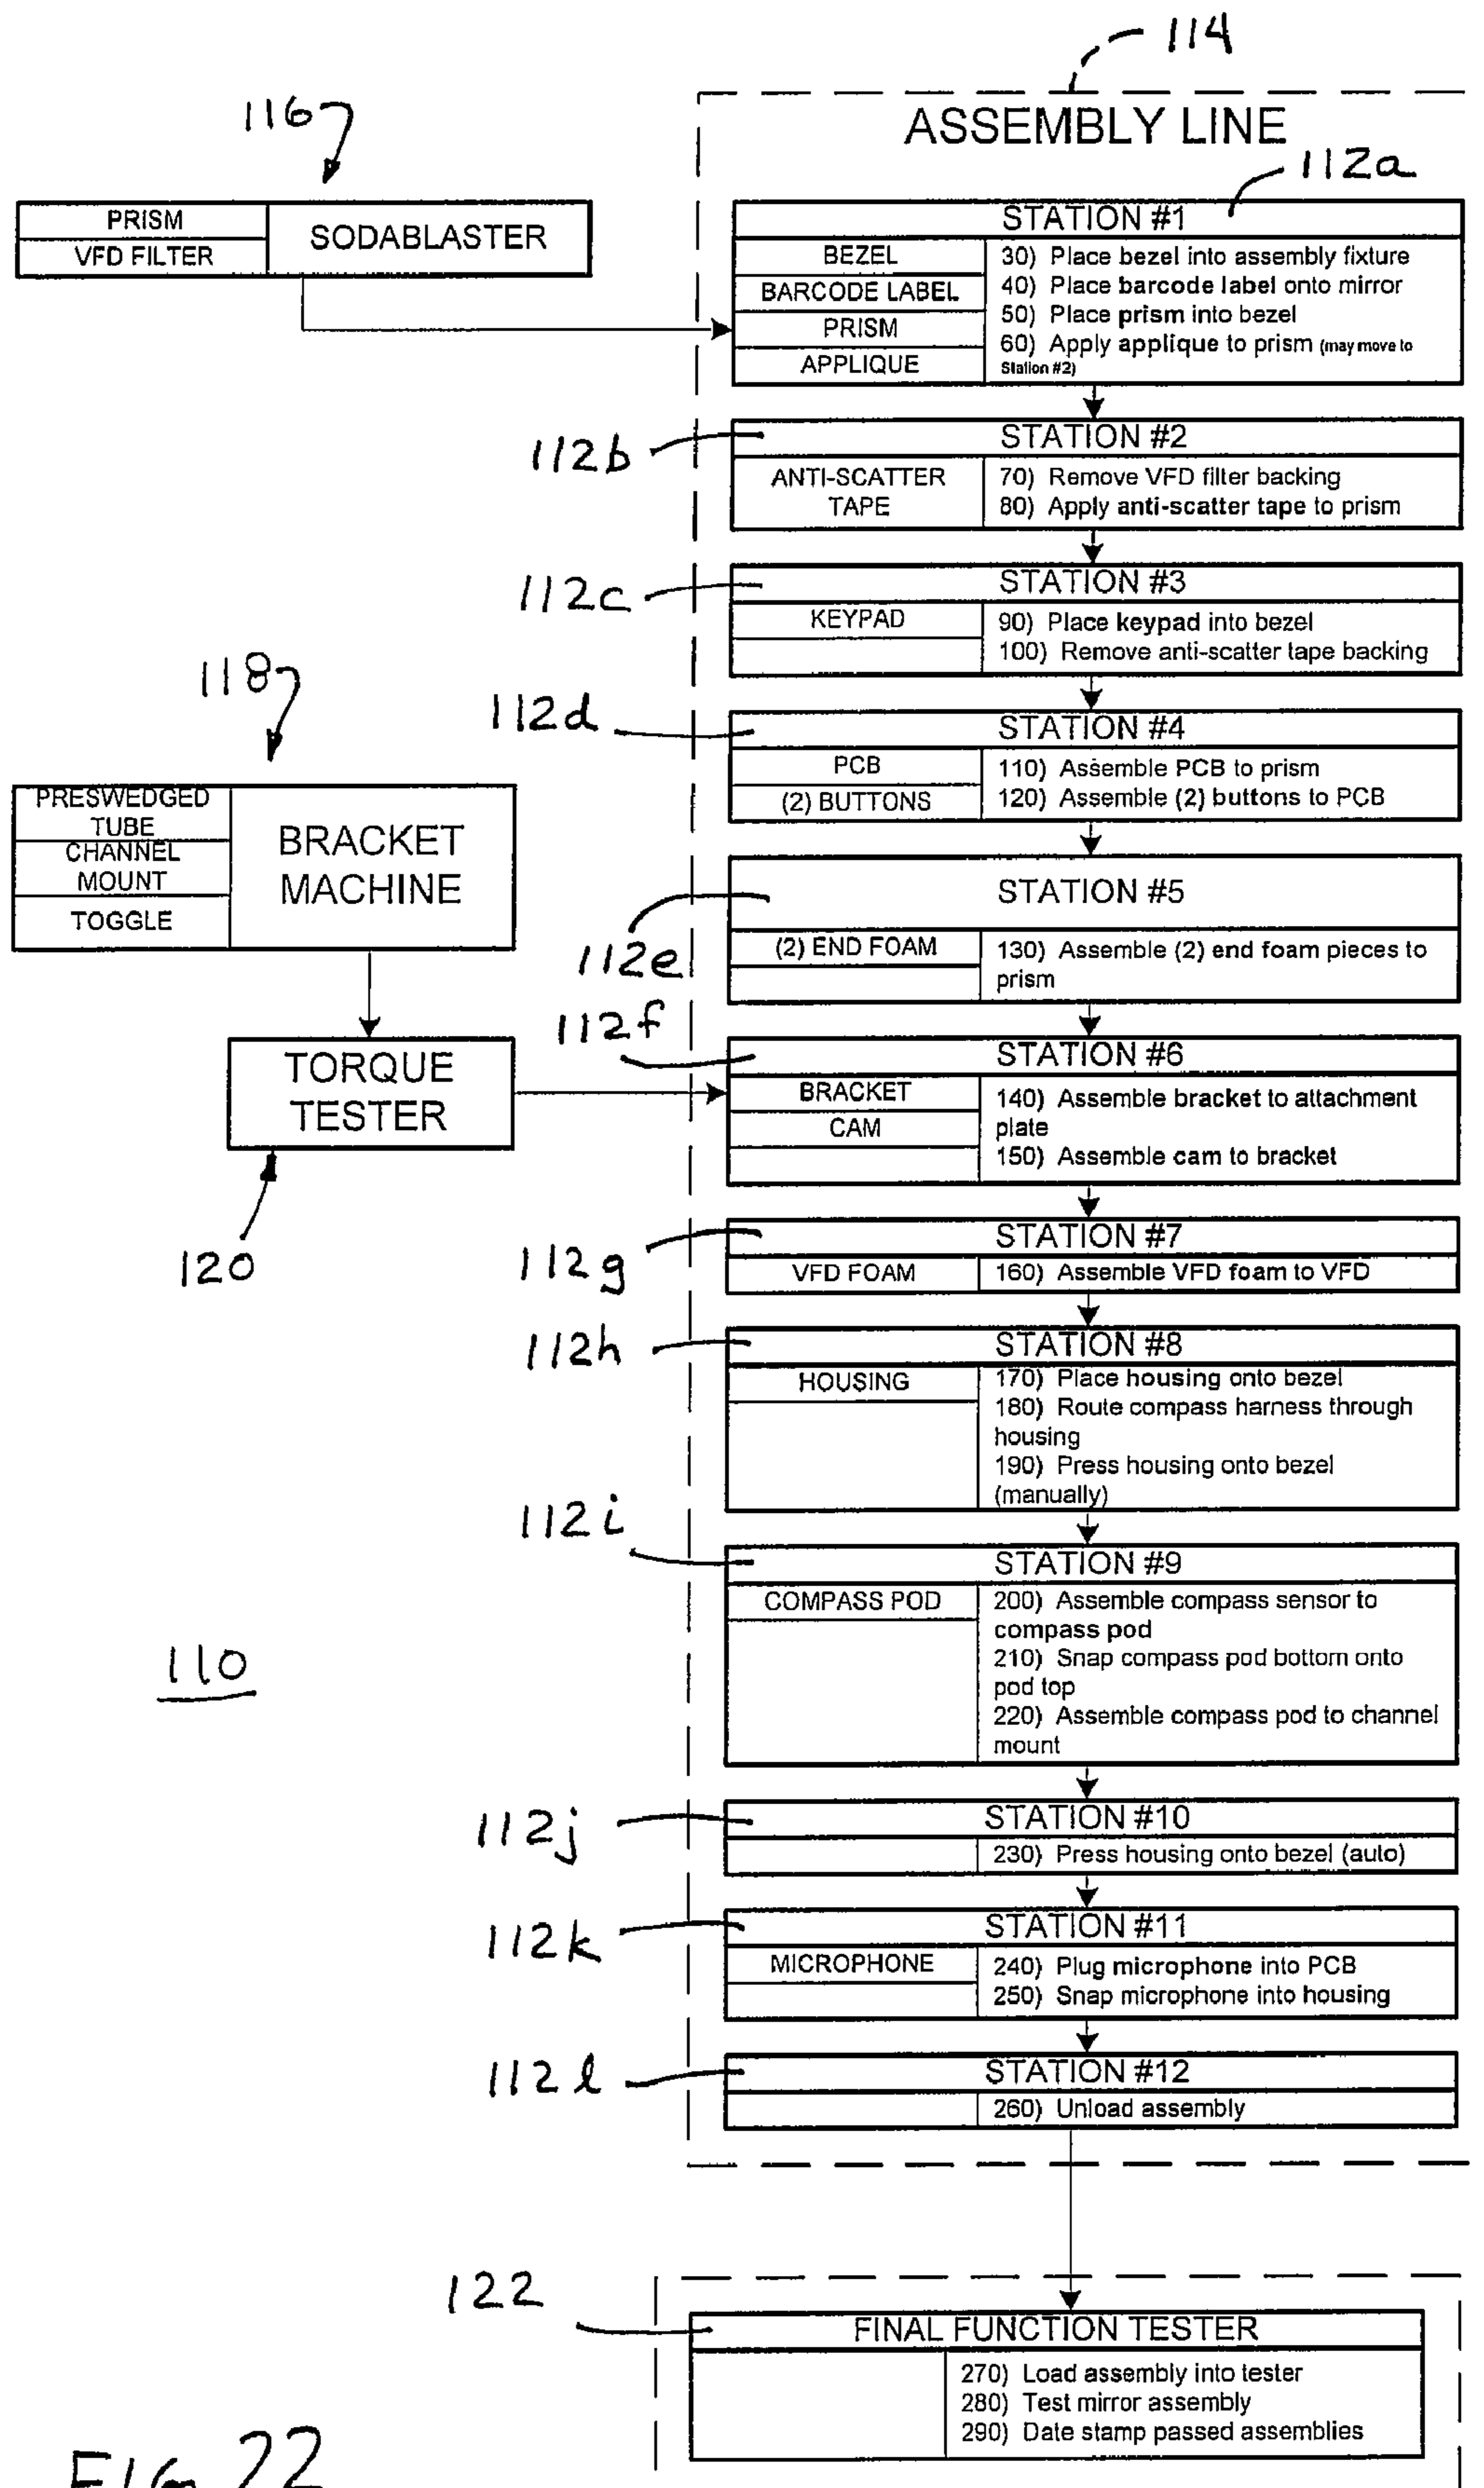 114
ASSEMBLY LINE
116
112a
PRISM
VFD FILTER
SODABLASTER
STATION #1
BEZEL
BARCODE LABEL
PRISM
APPLIQUE
30) Place bezel into assembly fixture
40) Place barcode label onto mirror
50) Place prism into bezel
60) Apply applique to prism (may move to
Station #2)
112b
STATION #2
ANTI-SCATTER
TAPE
70) Remove VFD filter backing
80) Apply anti-scatter tape to prism
112c
STATION #3
KEYPAD
90) Place keypad into bezel
100) Remove anti-scatter tape backing
118
112d
STATION #4
PCB
(2) BUTTONS
110) Assemble PCB to prism
120) Assemble (2) buttons to PCB
PRESWEDGED
TUBE
CHANNEL
MOUNT
TOGGLE
BRACKET
MACHINE
112e
STATION #5
(2) END FOAM
130) Assemble (2) end foam pieces to
prism
TORQUE
TESTER
120
112f
STATION #6
BRACKET
CAM
140) Assemble bracket to attachment
plate
150) Assemble cam to bracket
112g
STATION #7
VFD FOAM
160) Assemble VFD foam to VFD
112h
STATION #8
HOUSING
170) Place housing onto bezel
180) Route compass harness through
housing
190) Press housing onto bezel
(manually)
112i
STATION #9
COMPASS POD
200) Assemble compass sensor to
compass pod
210) Snap compass pod bottom onto
pod top
220) Assemble compass pod to channel
mount
110
112j
STATION #10
230) Press housing onto bezel (auto)
112k
STATION #11
MICROPHONE
240) Plug microphone into PCB
250) Snap microphone into housing
112l
STATION #12
260) Unload assembly
122
FINAL FUNCTION TESTER
270) Load assembly into tester
280) Test mirror assembly
290) Date stamp passed assemblies
FIG. 22